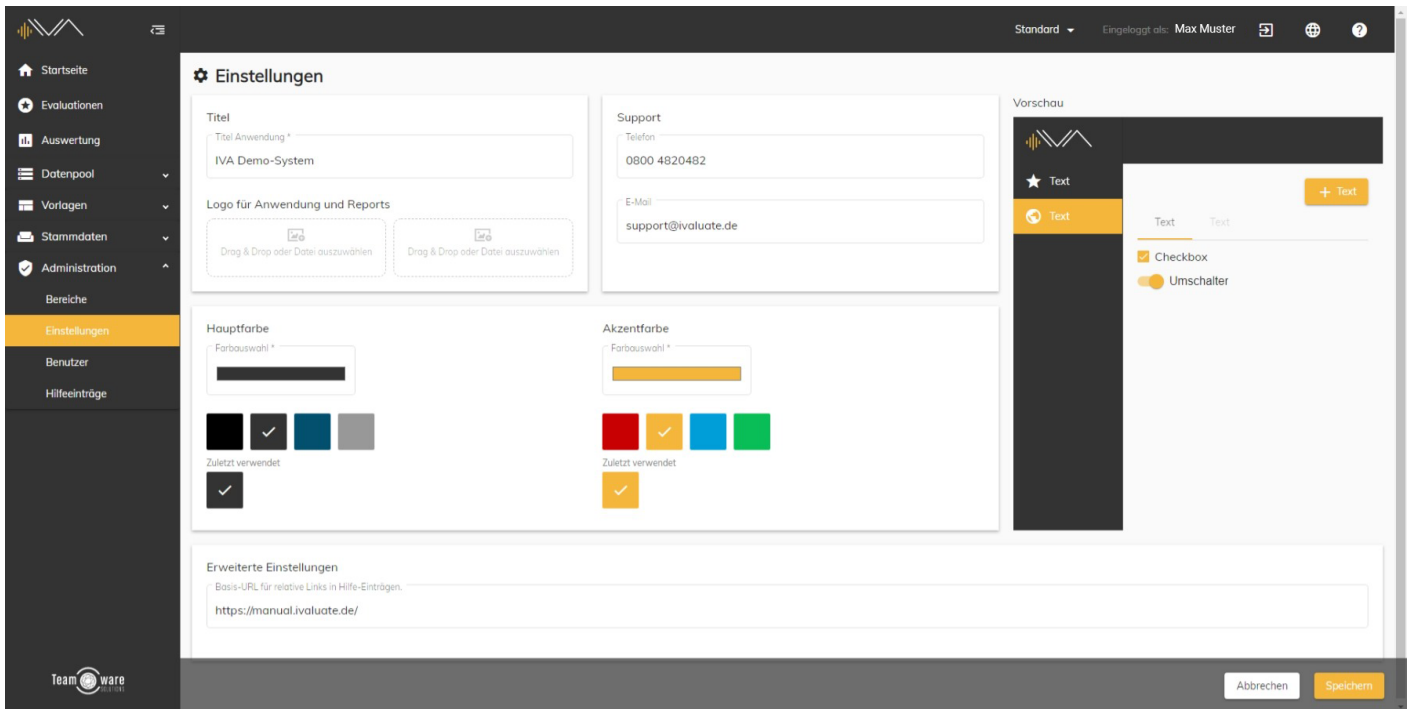 IVA
Standard
Eingeloggt als: Max Muster
Startseite
Evaluationen
Auswertung
Datenpool
Vorlagen
Stammdaten
Administration
Bereiche
Einstellungen
Benutzer
Hilfeeinträge
Team ware
SOLUTIONS
Einstellungen
Titel
Titel Anwendung *
IVA Demo-System
Logo für Anwendung und Reports
Drag & Drop oder Datei auszuwählen
Drag & Drop oder Datei auszuwählen
Support
Telefon
0800 4820482
E-Mail
support@ivaluate.de
Hauptfarbe
Farbauswahl *
Zuletzt verwendet
Akzentfarbe
Farbauswahl *
Zuletzt verwendet
Vorschau
IVA
Text
Text
+ Text
Text Text
Checkbox
Umschalter
Erweiterte Einstellungen
Basis-URL für relative Links in Hilfe-Einträgen.
https://manual.ivaluate.de/
Abbrechen
Speichern